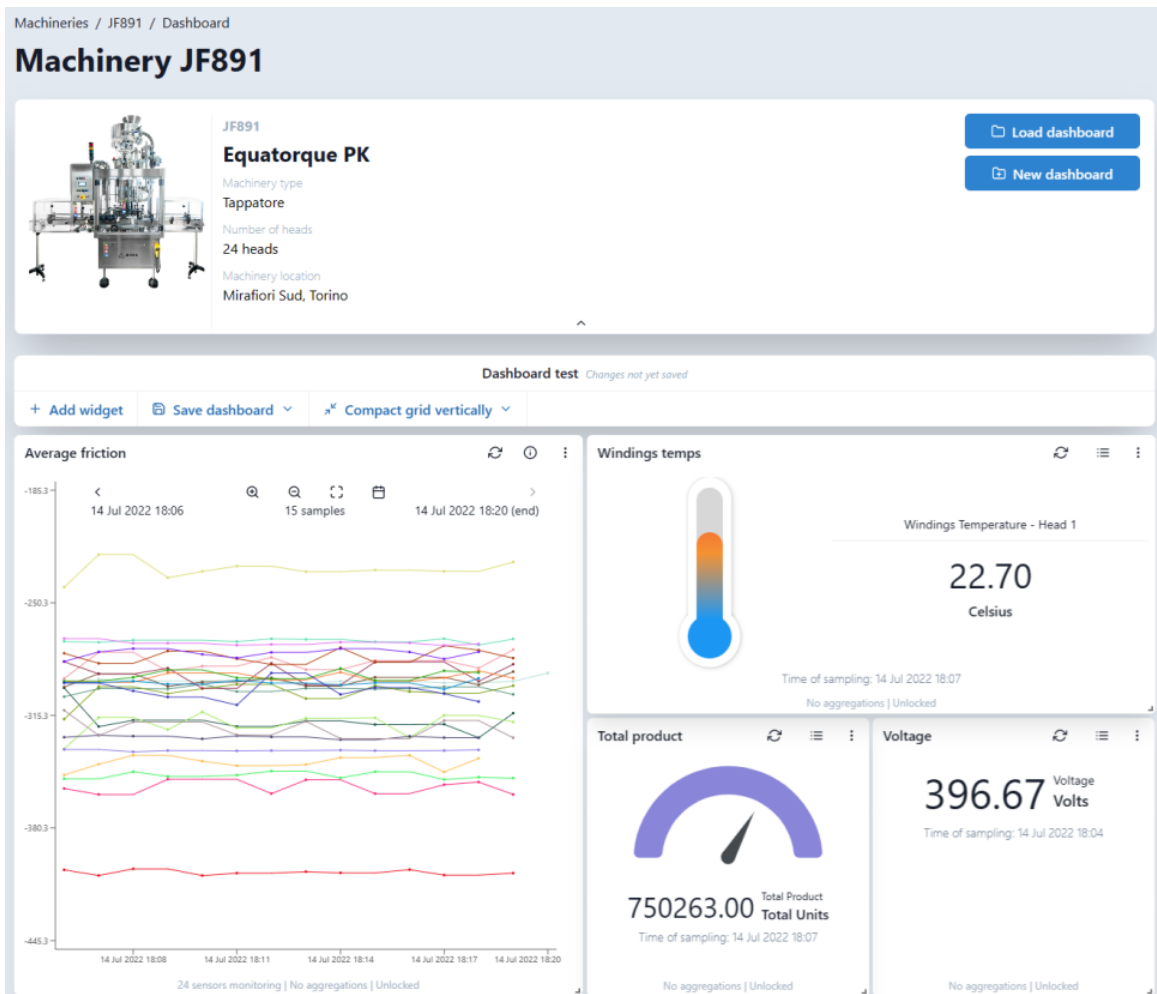 Machineries / JF891 / Dashboard
Machinery JF891
JF891
Equatorque PK
Machinery type
Tappatore
Number of heads
24 heads
Machinery location
Mirafiori Sud, Torino
Load dashboard
New dashboard
Dashboard test Changes not yet saved
+ Add widget Save dashboard Compact grid vertically
Average friction
14 Jul 2022 18:06 15 samples 14 Jul 2022 18:20 (end)
-185.3
-250.3
-315.3
-380.3
-445.3
14 Jul 2022 18:08 14 Jul 2022 18:11 14 Jul 2022 18:14 14 Jul 2022 18:17 14 Jul 2022 18:20
24 sensors monitoring | No aggregations | Unlocked
Windings temps
Windings Temperature - Head 1
22.70
Celsius
Time of sampling: 14 Jul 2022 18:07
No aggregations | Unlocked
Total product
750263.00 Total Product
Total Units
Time of sampling: 14 Jul 2022 18:07
No aggregations | Unlocked
Voltage
396.67 Voltage
Volts
Time of sampling: 14 Jul 2022 18:04
No aggregations | Unlocked